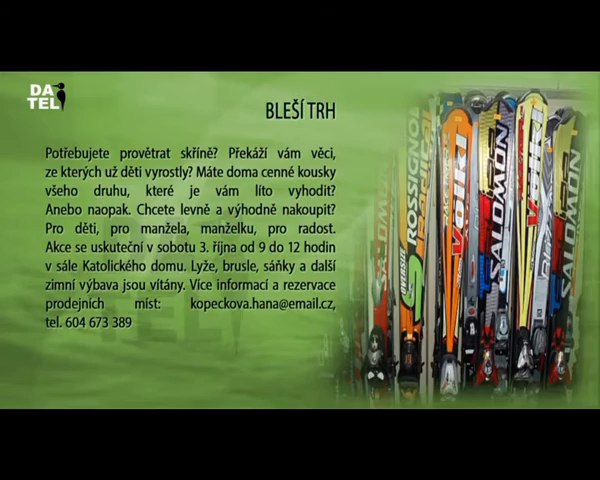 DA
TEL
BLEŠÍ TRH
Potřebujete provětrat skříně? Překáží vám věci,
ze kterých už děti vyrostly? Máte doma cenné kousky
všeho druhu, které je vám líto vyhodit?
Anebo naopak. Chcete levně a výhodně nakoupit?
Pro děti, pro manžela, manželku, pro radost.
Akce se uskuteční v sobotu 3. října od 9 do 12 hodin
v sále Katolického domu. Lyže, brusle, sáňky a další
zimní výbava jsou vítány. Více informací a rezervace
prodejních míst: kopeckova.hana@email.cz,
tel. 604 673 389
OVERSIZE
ROSSIGNOL
Radical
Völkl
SALOMON
Völkl
SALOMON